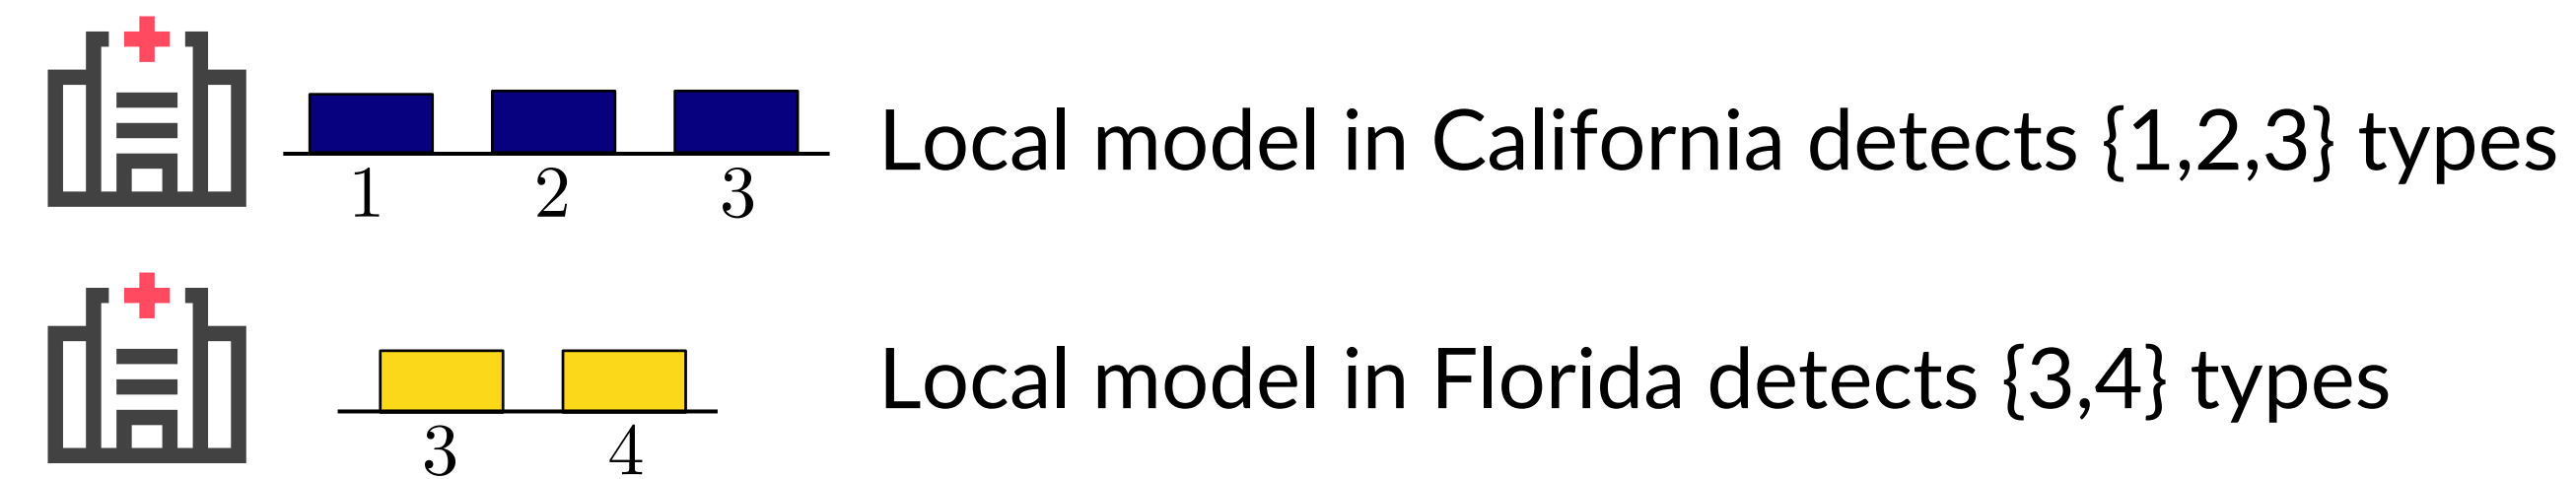 Local model in California detects {1,2,3} types
1 2 3
Local model in Florida detects {3,4} types
3 4